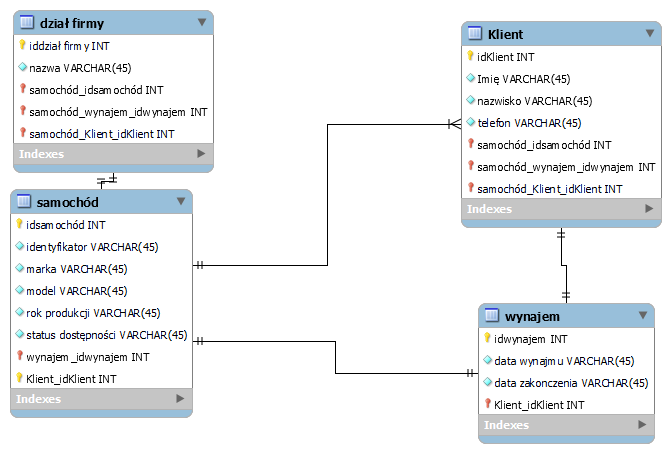 dział firmy
iddział firmy INT
nazwa VARCHAR(45)
samochód_idsamochód INT
samochód_wynajem_idwynajem INT
samochód_Klient_idKlient INT
Indexes
samochód
idsamochód INT
identyfikator VARCHAR(45)
marka VARCHAR(45)
model VARCHAR(45)
rok produkcji VARCHAR(45)
status dostępności VARCHAR(45)
wynajem_idwynajem INT
Klient_idKlient INT
Indexes
Klient
idKlient INT
Imię VARCHAR(45)
nazwisko VARCHAR(45)
telefon VARCHAR(45)
samochód_idsamochód INT
samochód_wynajem_idwynajem INT
samochód_Klient_idKlient INT
Indexes
wynajem
idwynajem INT
data wynajmu VARCHAR(45)
data zakonczenia VARCHAR(45)
Klient_idKlient INT
Indexes